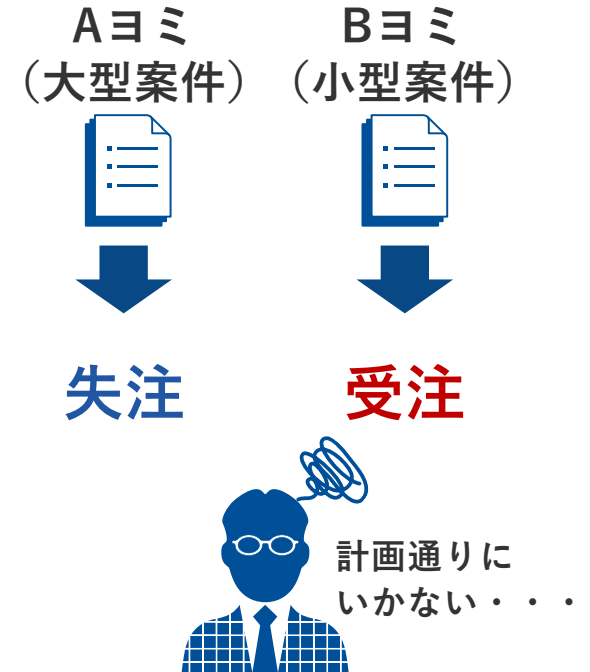 Aヨミ
（大型案件）
Bヨミ
（小型案件）
失注
受注
計画通りに
いかない・・・